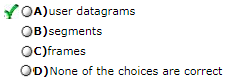 A)user datagrams
B)segments
C)frames
D)None of the choices are correct